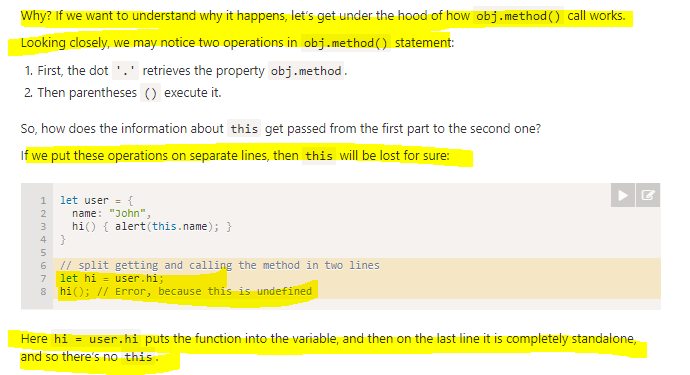 Why? If we want to understand why it happens, let's get under the hood of how obj.method() call works.
Looking closely, we may notice two operations in obj.method() statement:
1. First, the dot '.' retrieves the property obj.method.
2. Then parentheses () execute it.
So, how does the information about this get passed from the first part to the second one?
If we put these operations on separate lines, then this will be lost for sure:
1 let user = {
2   name: "John",
3   hi() { alert(this.name); }
4 }
5
6 // split getting and calling the method in two lines
7 let hi = user.hi;
8 hi(); // Error, because this is undefined
Here hi = user.hi puts the function into the variable, and then on the last line it is completely standalone,
and so there's no this.